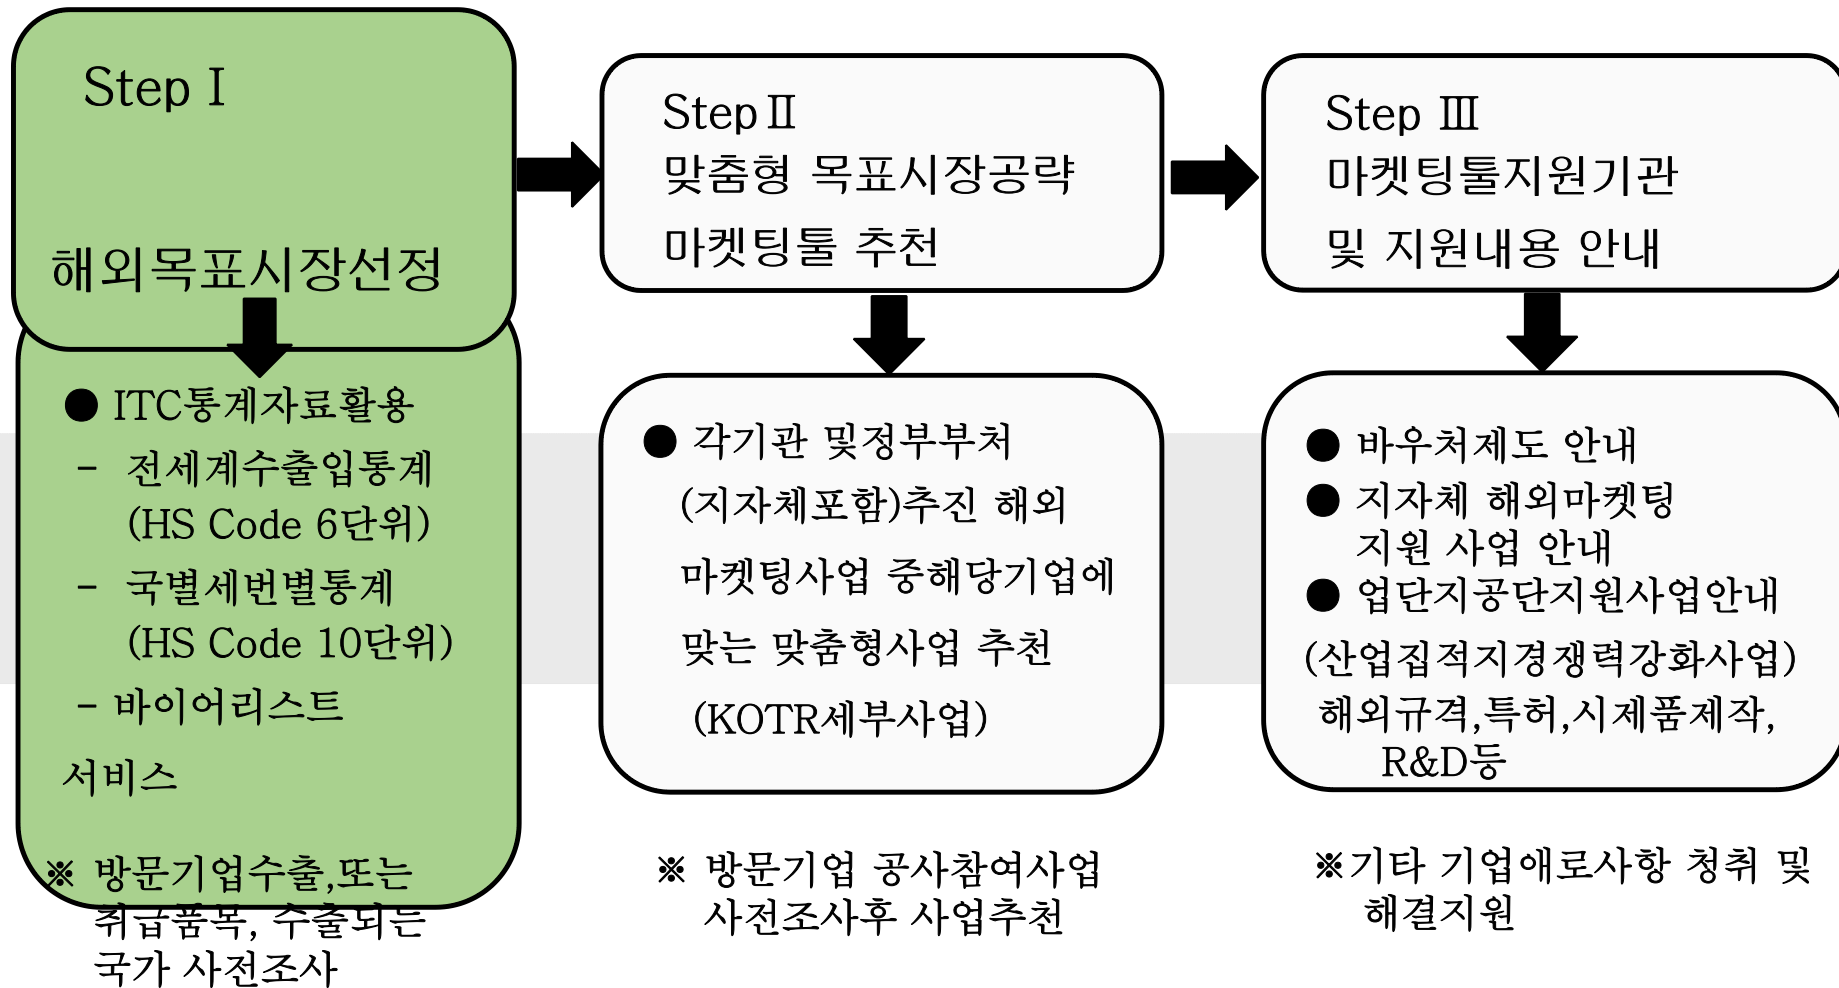 Step Ⅰ
해외목표시장선정
● ITC통계자료활용
- 전세계수출입통계
(HS Code 6단위)
- 국별세번별통계
(HS Code 10단위)
- 바이어리스트
서비스
※ 방문기업수출,또는
취급품목, 수출되는
국가 사전조사
StepⅡ
맞춤형 목표시장공략
마켓팅툴 추천
● 각기관 및정부부처
(지자체포함)추진 해외
마켓팅사업 중해당기업에
맞는 맞춤형사업 추천
(KOTR세부사업)
※ 방문기업 공사참여사업
사전조사후 사업추천
Step Ⅲ
마켓팅툴지원기관
및 지원내용 안내
● 바우처제도 안내
● 지자체 해외마켓팅
지원 사업 안내
● 업단지공단지원사업안내
(산업집적지경쟁력강화사업)
해외규격,특허,시제품제작,
R&D등
※기타 기업애로사항 청취 및
해결지원